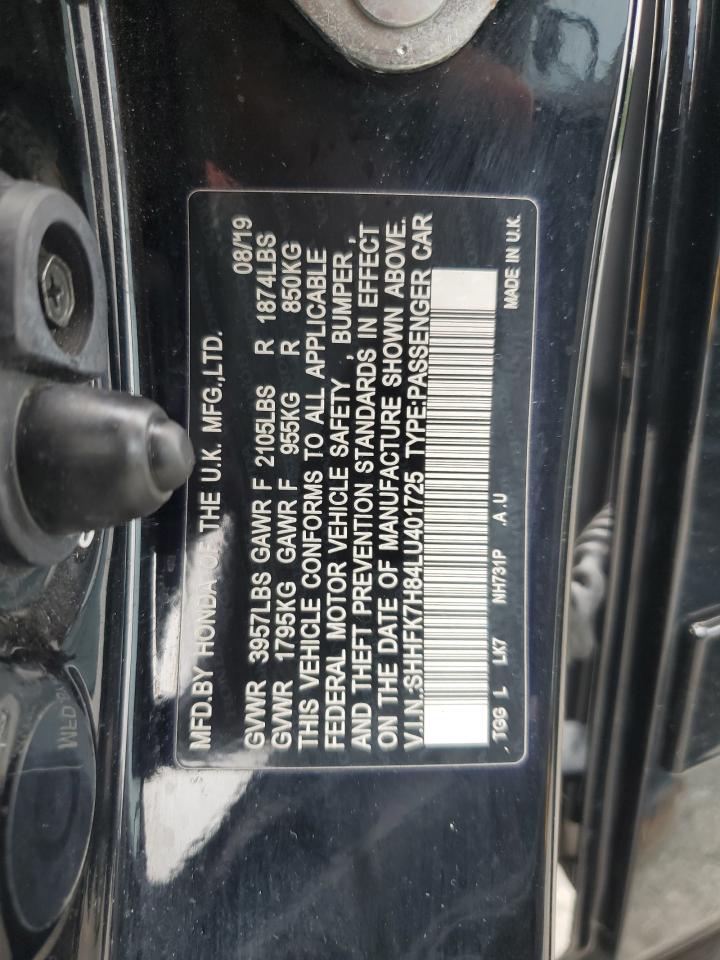 MFD.BY HONDA OF THE U.K. MFG.,LTD. 08/19
GVWR 3957LBS GAWR F 2105LBS R 1874LBS
GVWR 1795KG GAWR F 955KG R 850KG
THIS VEHICLE CONFORMS TO ALL APPLICABLE
FEDERAL MOTOR VEHICLE SAFETY , BUMPER ,
AND THEFT PREVENTION STANDARDS IN EFFECT
ON THE DATE OF MANUFACTURE SHOWN ABOVE.
V.I.N.:SHHFK7H84LU401725 TYPE:PASSENGER CAR
, TGG L LK7 NH731P .A .U MADE IN U.K.